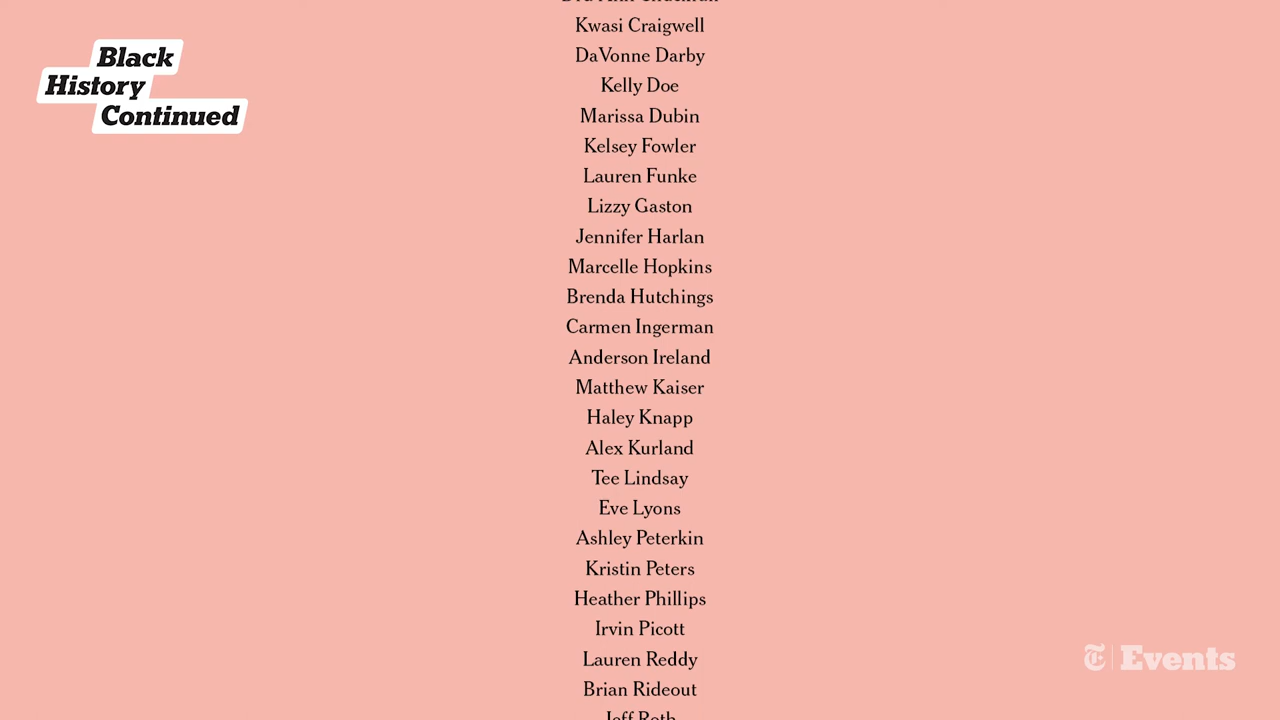 Black
History
Continued
Kwasi Craigwell
DaVonne Darby
Kelly Doe
Marissa Dubin
Kelsey Fowler
Lauren Funke
Lizzy Gaston
Jennifer Harlan
Marcelle Hopkins
Brenda Hutchings
Carmen Ingerman
Anderson Ireland
Matthew Kaiser
Haley Knapp
Alex Kurland
Tee Lindsay
Eve Lyons
Ashley Peterkin
Kristin Peters
Heather Phillips
Irvin Picott
Lauren Reddy
Brian Rideout
Jeff Roth
T Events